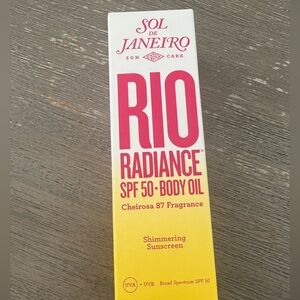 SOL
DE
JANEIRO
SUN CARE
RIO
RADIANCE™
SPF 50 • BODY OIL
Cheirosa 87 Fragrance
Shimmering
Sunscreen
UVA + UVB Broad Spectrum SPF 50